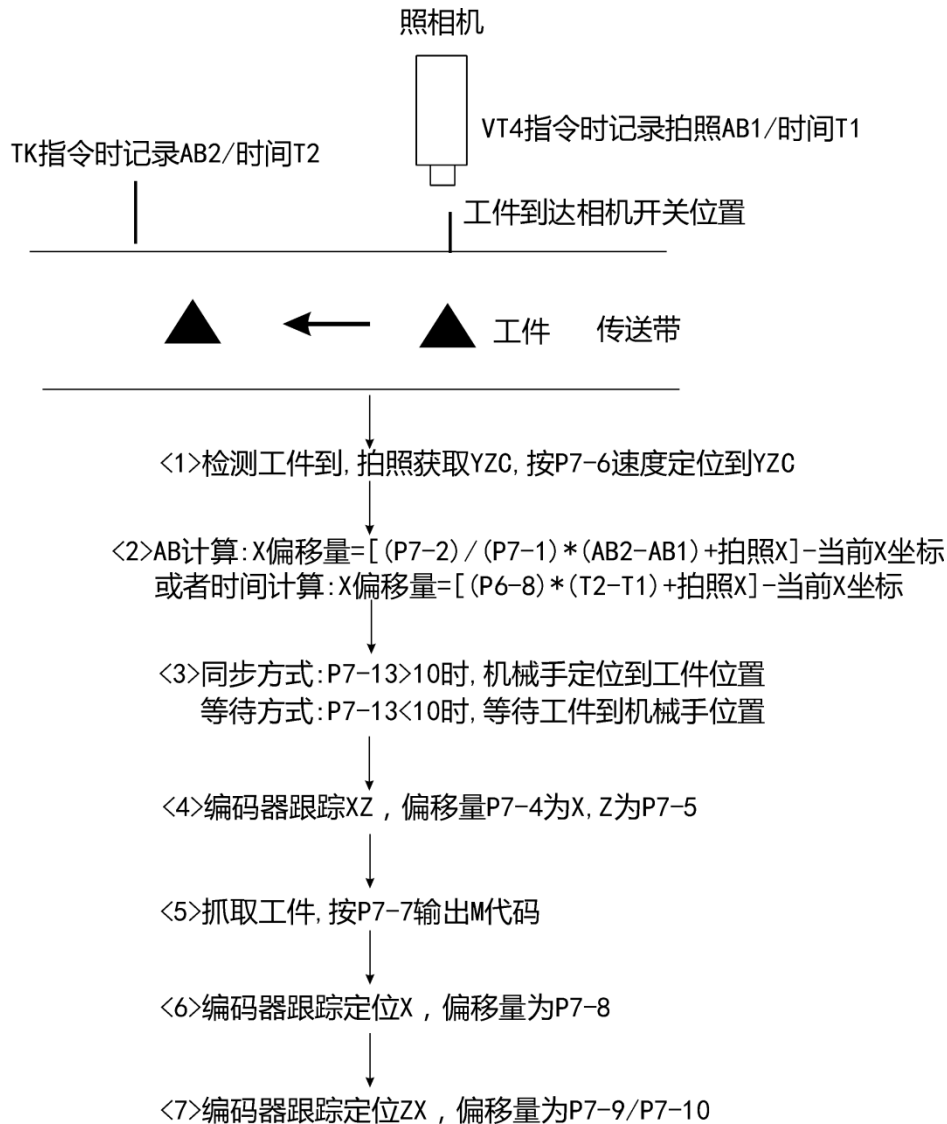 照相机
VT4指令时记录拍照AB1/时间T1
TK指令时记录AB2/时间T2
工件到达相机开关位置
工件 传送带
<1>检测工件到,拍照获取YZC,按P7-6速度定位到YZC
<2>AB计算:X偏移量=[(P7-2)/(P7-1)*(AB2-AB1)+拍照X]-当前X坐标
或者时间计算:X偏移量=[(P6-8)*(T2-T1)+拍照X]-当前X坐标
<3>同步方式:P7-13>10时,机械手定位到工件位置
等待方式:P7-13<10时,等待工件到机械手位置
<4>编码器跟踪XZ，偏移量P7-4为X,Z为P7-5
<5>抓取工件,按P7-7输出M代码
<6>编码器跟踪定位X，偏移量为P7-8
<7>编码器跟踪定位ZX，偏移量为P7-9/P7-10